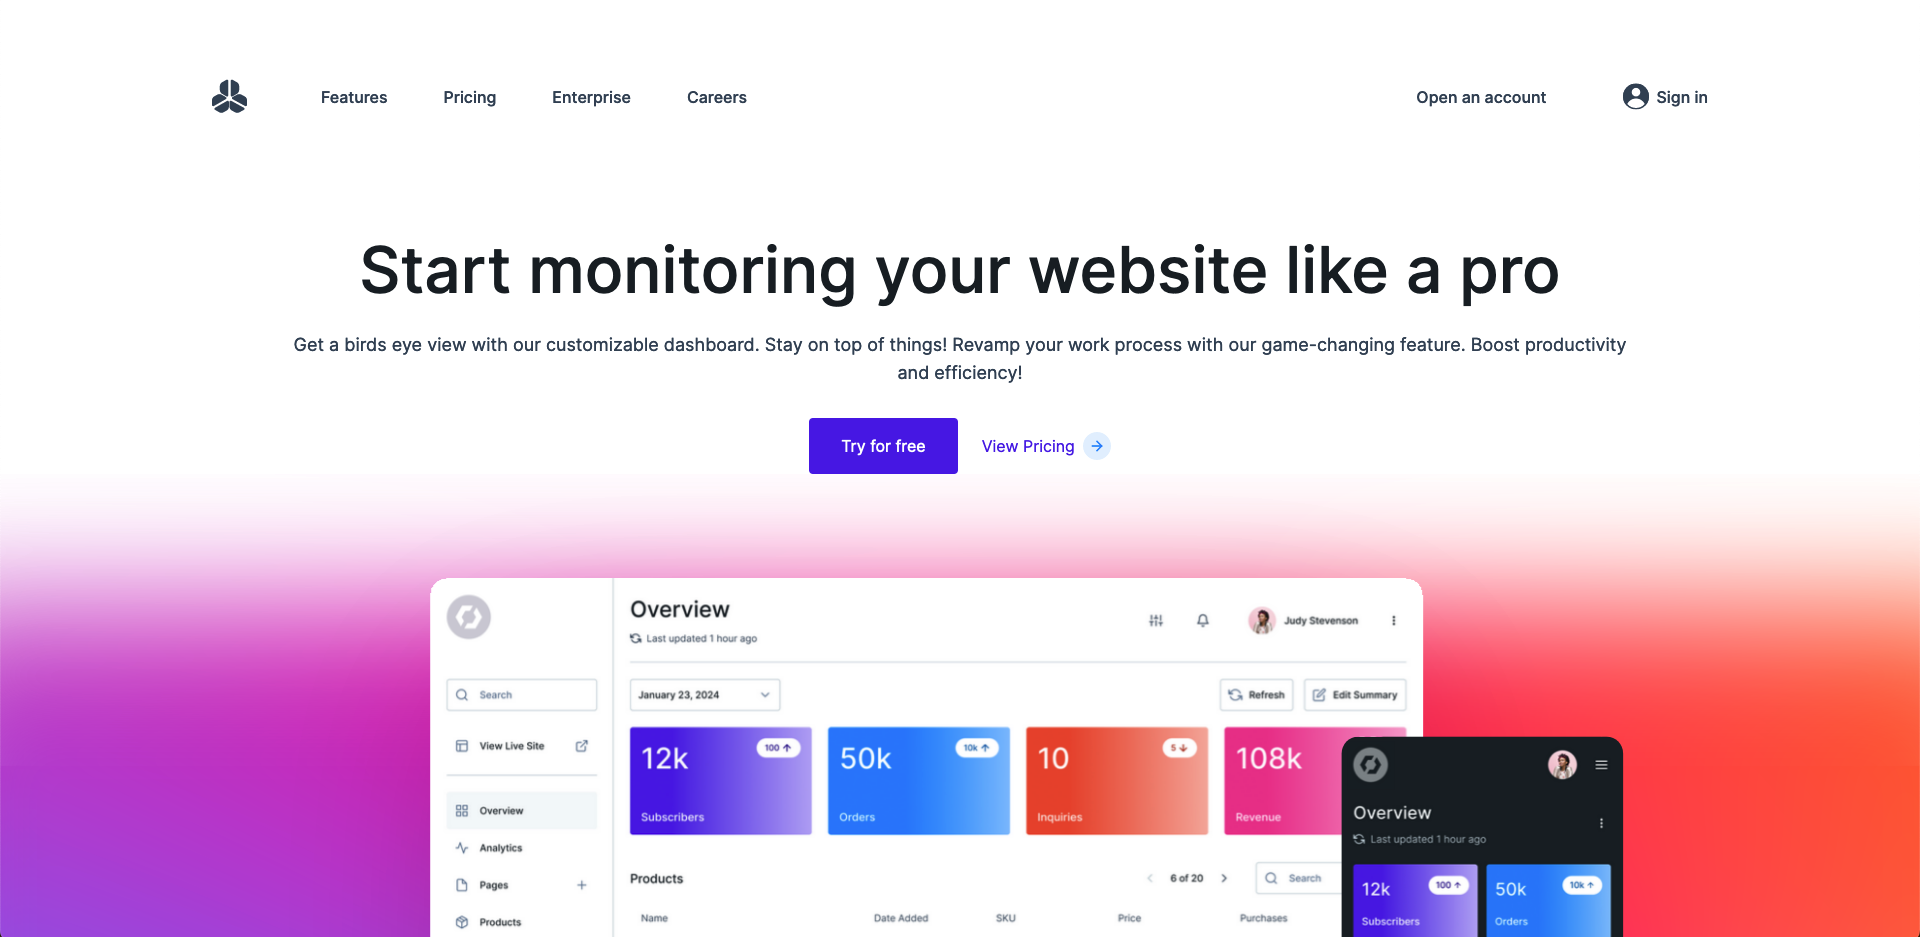 Features Pricing Enterprise Careers Open an account Sign in
Start monitoring your website like a pro
Get a birds eye view with our customizable dashboard. Stay on top of things! Revamp your work process with our game-changing feature. Boost productivity
and efficiency!
Try for free View Pricing
Overview
Last updated 1 hour ago
Judy Stevenson
Search
January 23, 2024
Refresh
Edit Summary
View Live Site
12k
100
Subscribers
50k
10k
Orders
10
5
Inquiries
108k
Revenue
Overview
Analytics
Pages
Products
Products
6 of 20
Search
Name Date Added SKU Price Purchases
Overview
Last updated 1 hour ago
12k
100
Subscribers
50k
10k
Orders